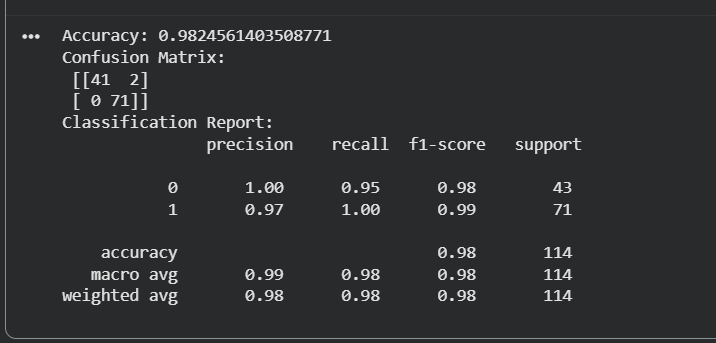 Accuracy: 0.9824561403508771
Confusion Matrix:
[[41  2]
[ 0 71]]
Classification Report:
precision    recall  f1-score   support
0       1.00      0.95      0.98        43
1       0.97      1.00      0.99        71
accuracy                           0.98       114
macro avg       0.99      0.98      0.98       114
weighted avg       0.98      0.98      0.98       114